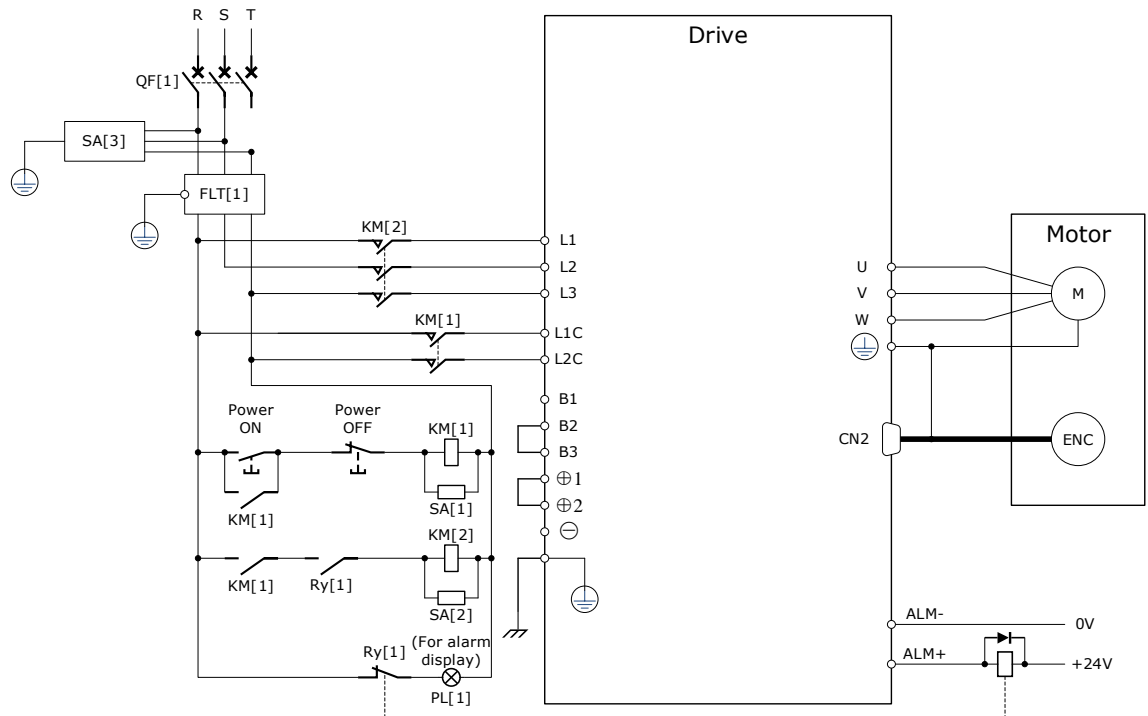 R S T
Drive
QF[1]
SA[3]
FLT[1]
KM[2]
L1
L2
L3
KM[1]
L1C
L2C
B1
B2
B3
⊕1
⊕2
⊖
Power
ON
Power
OFF
KM[1]
KM[1]
SA[1]
KM[2]
KM[1]
Ry[1]
SA[2]
Ry[1]
(For alarm
display)
PL[1]
U
V
W
CN2
Motor
M
ENC
ALM-
0V
ALM+
+24V